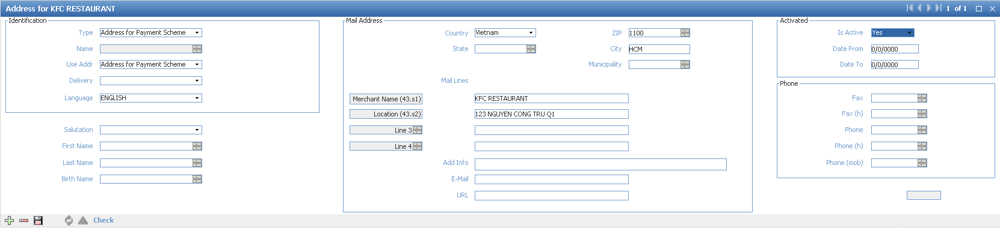 Address for KFC RESTAURANT
1 of 1
Identification
Type Address for Payment Scheme
Name
Use Addr Address for Payment Scheme
Delivery
Language ENGLISH
Salutation
First Name
Last Name
Birth Name
Mail Address
Country Vietnam ZIP 1100
State City HCM
Municipality
Mail Lines
Merchant Name (43.s1) KFC RESTAURANT
Location (43.s2) 123 NGUYEN CONG TRU Q1
Line 3
Line 4
Add Info
E-Mail
URL
Activated
Is Active Yes
Date From 0/0/0000
Date To 0/0/0000
Phone
Fax
Fax (h)
Phone
Phone (h)
Phone (mob)
Check